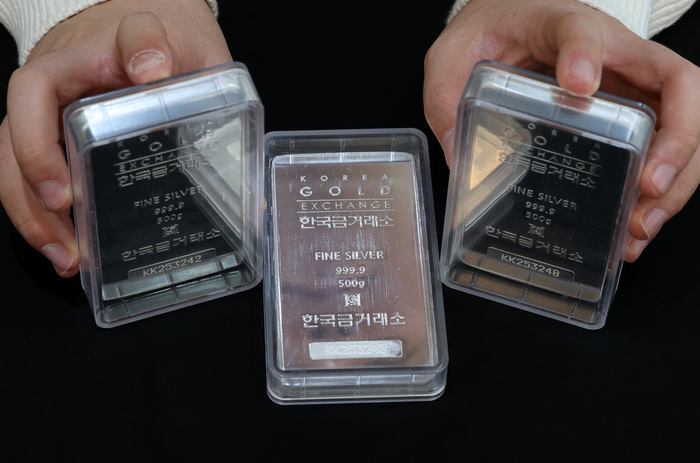 KOREA
GOLD
EXCHANGE
한국금거래소
FINE SILVER
999.9
500g
한국금거래소
KK253242
KOREA
GOLD
EXCHANGE
한국금거래소
FINE SILVER
999.9
500g
한국금거래소
KOREA
GOLD
EXCHANGE
한국금거래소
FINE SILVER
999.9
500g
한국금거래소
KK253248